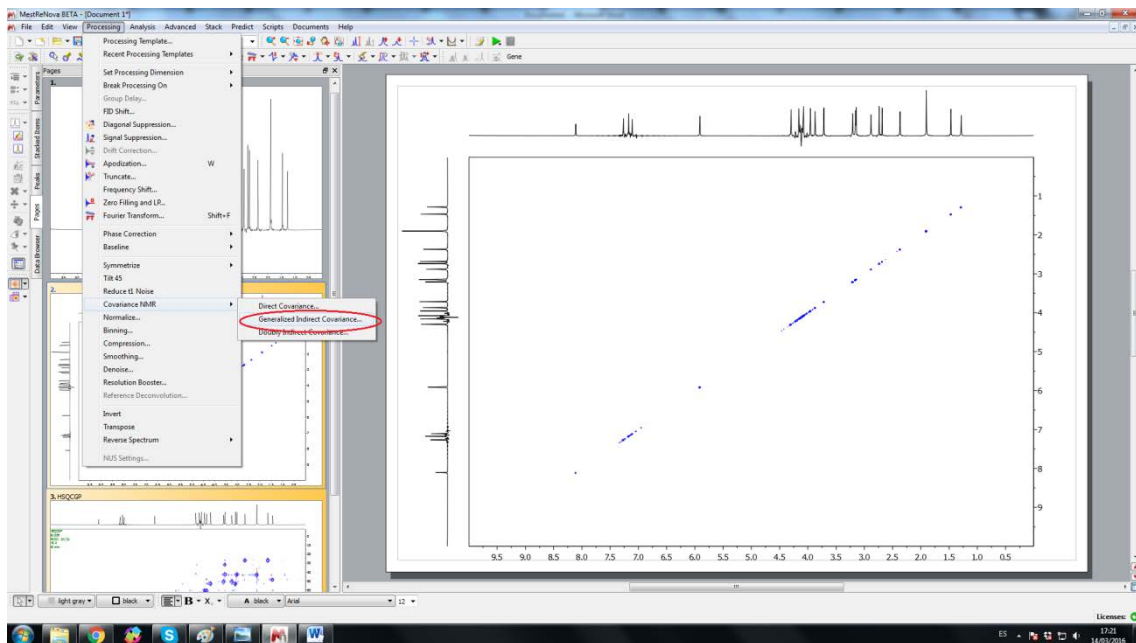 MestReNova BETA - [Document 1*]
File Edit View Processing Analysis Advanced Stack Predict Scripts Documents Help
Gene
Pages
Parameters
Stacked Items
Peaks
Pages
Data Browser
1.
2.
3. HSQCGP
Processing Template...
Recent Processing Templates
Set Processing Dimension
Break Processing On
Group Delay...
FID Shift...
Diagonal Suppression...
Signal Suppression...
Drift Correction...
Apodization... W
Truncate...
Frequency Shift...
Zero Filling and LP...
Fourier Transform... Shift+F
Phase Correction
Baseline
Symmetrize
Tilt 45
Reduce t1 Noise
Covariance NMR
Normalize...
Binning...
Compression...
Smoothing...
Denoise...
Resolution Booster...
Reference Deconvolution...
Invert
Transpose
Reverse Spectrum
NUS Settings...
Direct Covariance...
Generalized Indirect Covariance...
Doubly Indirect Covariance...
1
2
3
4
5
6
7
8
9
9.5 9.0 8.5 8.0 7.5 7.0 6.5 6.0 5.5 5.0 4.5 4.0 3.5 3.0 2.5 2.0 1.5 1.0 0.5
light gray black B X, A black Arial 12
Licenses:
ES 17:21
14/03/2016